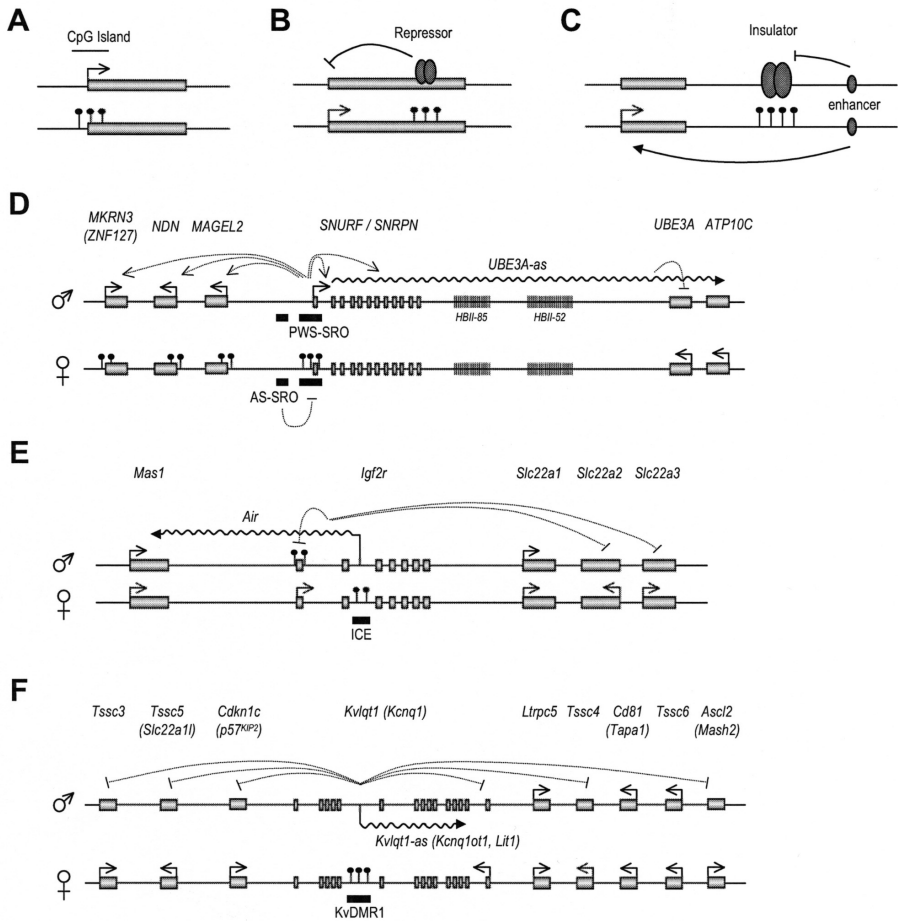 A
CpG Island
B
Repressor
C
Insulator
enhancer
D
MKRN3
(ZNF127)
NDN
MAGEL2
SNURF / SNRPN
UBE3A
ATP10C
UBE3A-as
♂
HBII-85
HBII-52
PWS-SRO
♀
AS-SRO
E
Mas1
Igf2r
Slc22a1
Slc22a2
Slc22a3
Air
♂
♀
ICE
F
Tssc3
Tssc5
(Slc22a1l)
Cdkn1c
(p57KIP2)
Kvlqt1 (Kcnq1)
Ltrpc5
Tssc4
Cd81
(Tapa1)
Tssc6
Ascl2
(Mash2)
♂
Kvlqt1-as (Kcnq1ot1, Lit1)
♀
KvDMR1